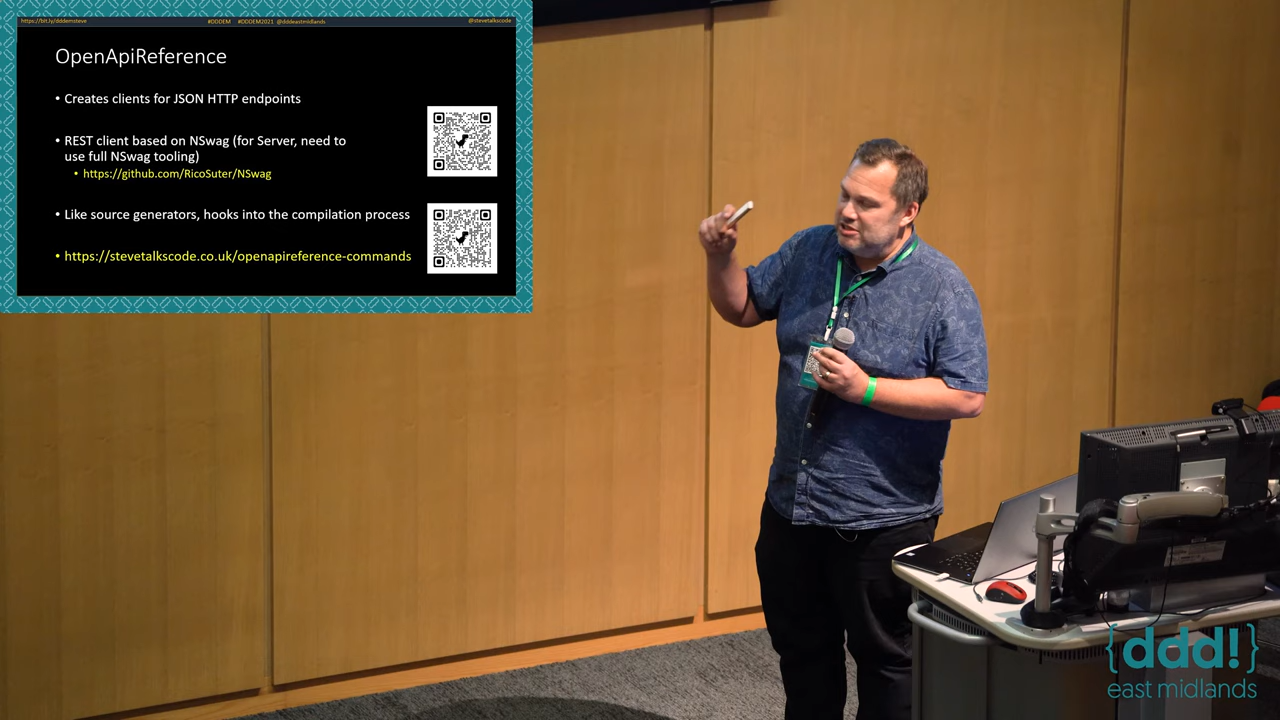 https://bit.ly/dddemsteve
#DDDEM #DDDEM2021 @dddeastmidlands
@stevetalkscode
OpenApiReference
• Creates clients for JSON HTTP endpoints
• REST client based on NSwag (for Server, need to
use full NSwag tooling)
• https://github.com/RicoSuter/NSwag
• Like source generators, hooks into the compilation process
• https://stevetalkscode.co.uk/openapireference-commands
{ddd!}
east midlands